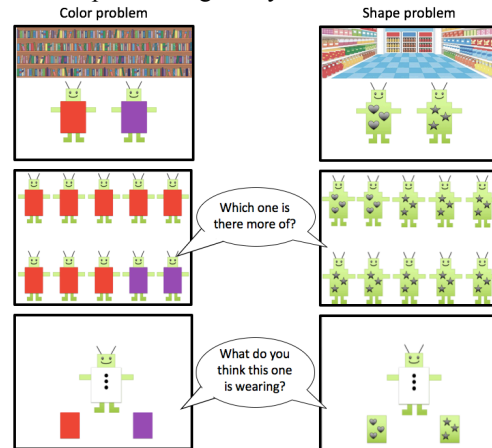 Color problem
Shape problem
Which one is
there more of?
What do you
think this one
is wearing?